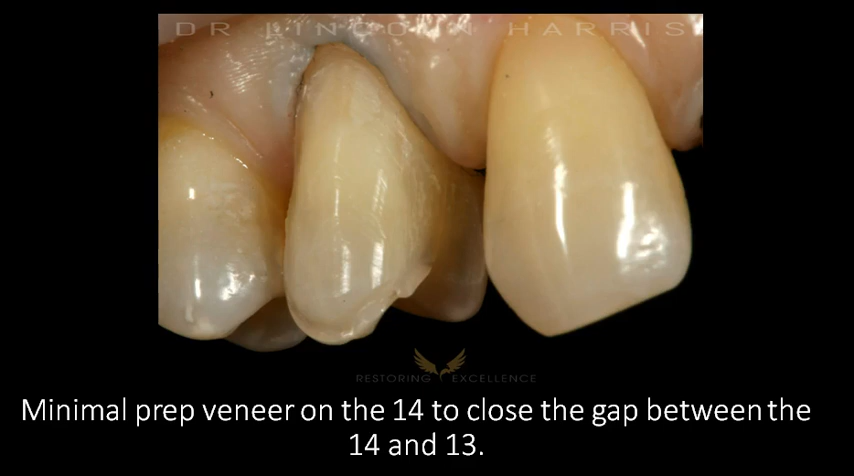 DR LINCOLN HARRIS
RESTORING EXCELLENCE
Minimal prep veneer on the 14 to close the gap between the
14 and 13.